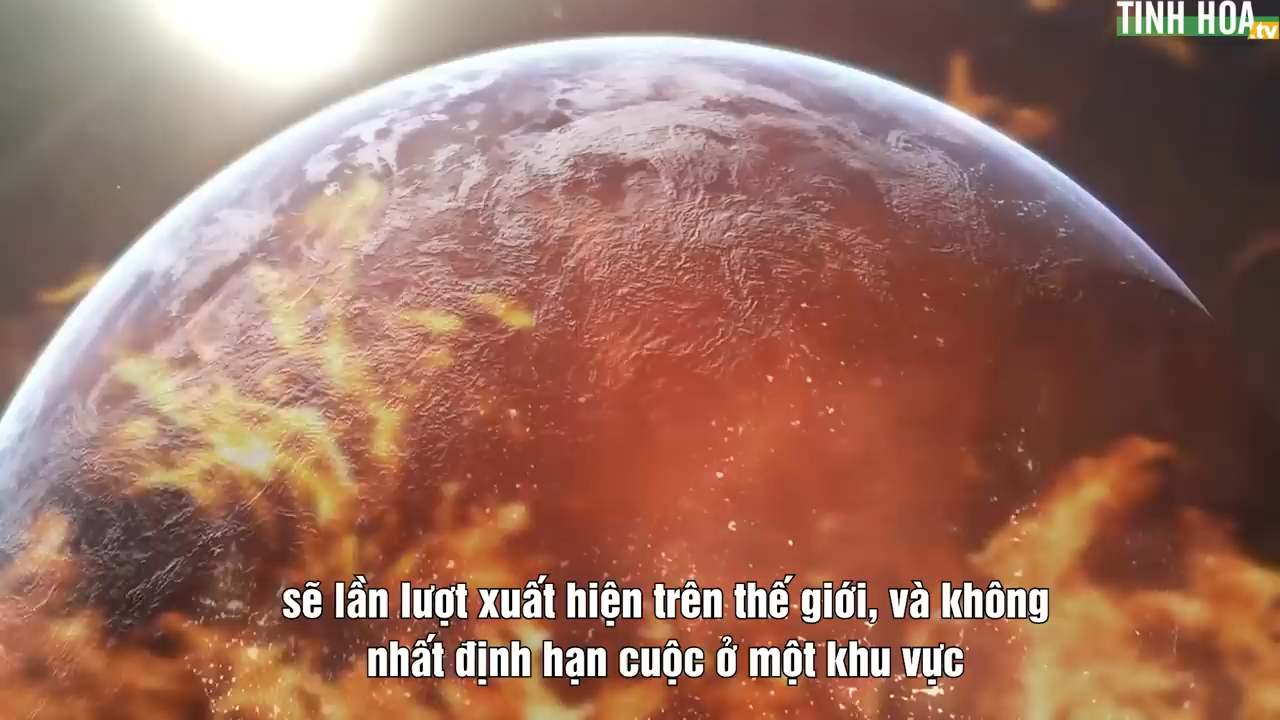 TINH HOA
.tv
sẽ lần lượt xuất hiện trên thế giới, và không
nhất định hạn cuộc ở một khu vực